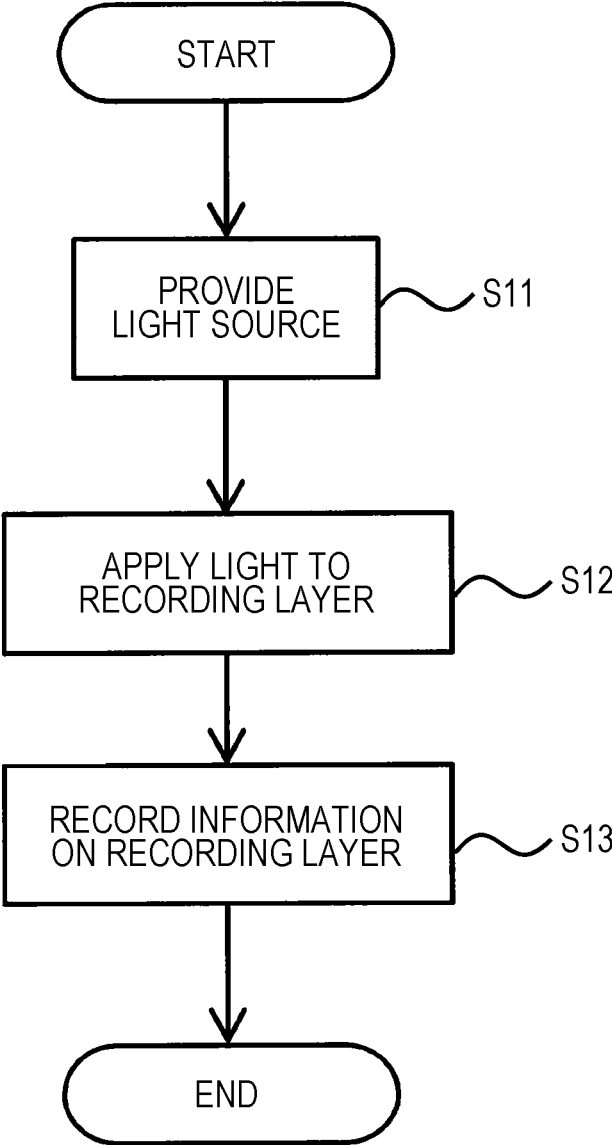 START
PROVIDE
LIGHT SOURCE
S11
APPLY LIGHT TO
RECORDING LAYER
S12
RECORD INFORMATION
ON RECORDING LAYER
S13
END